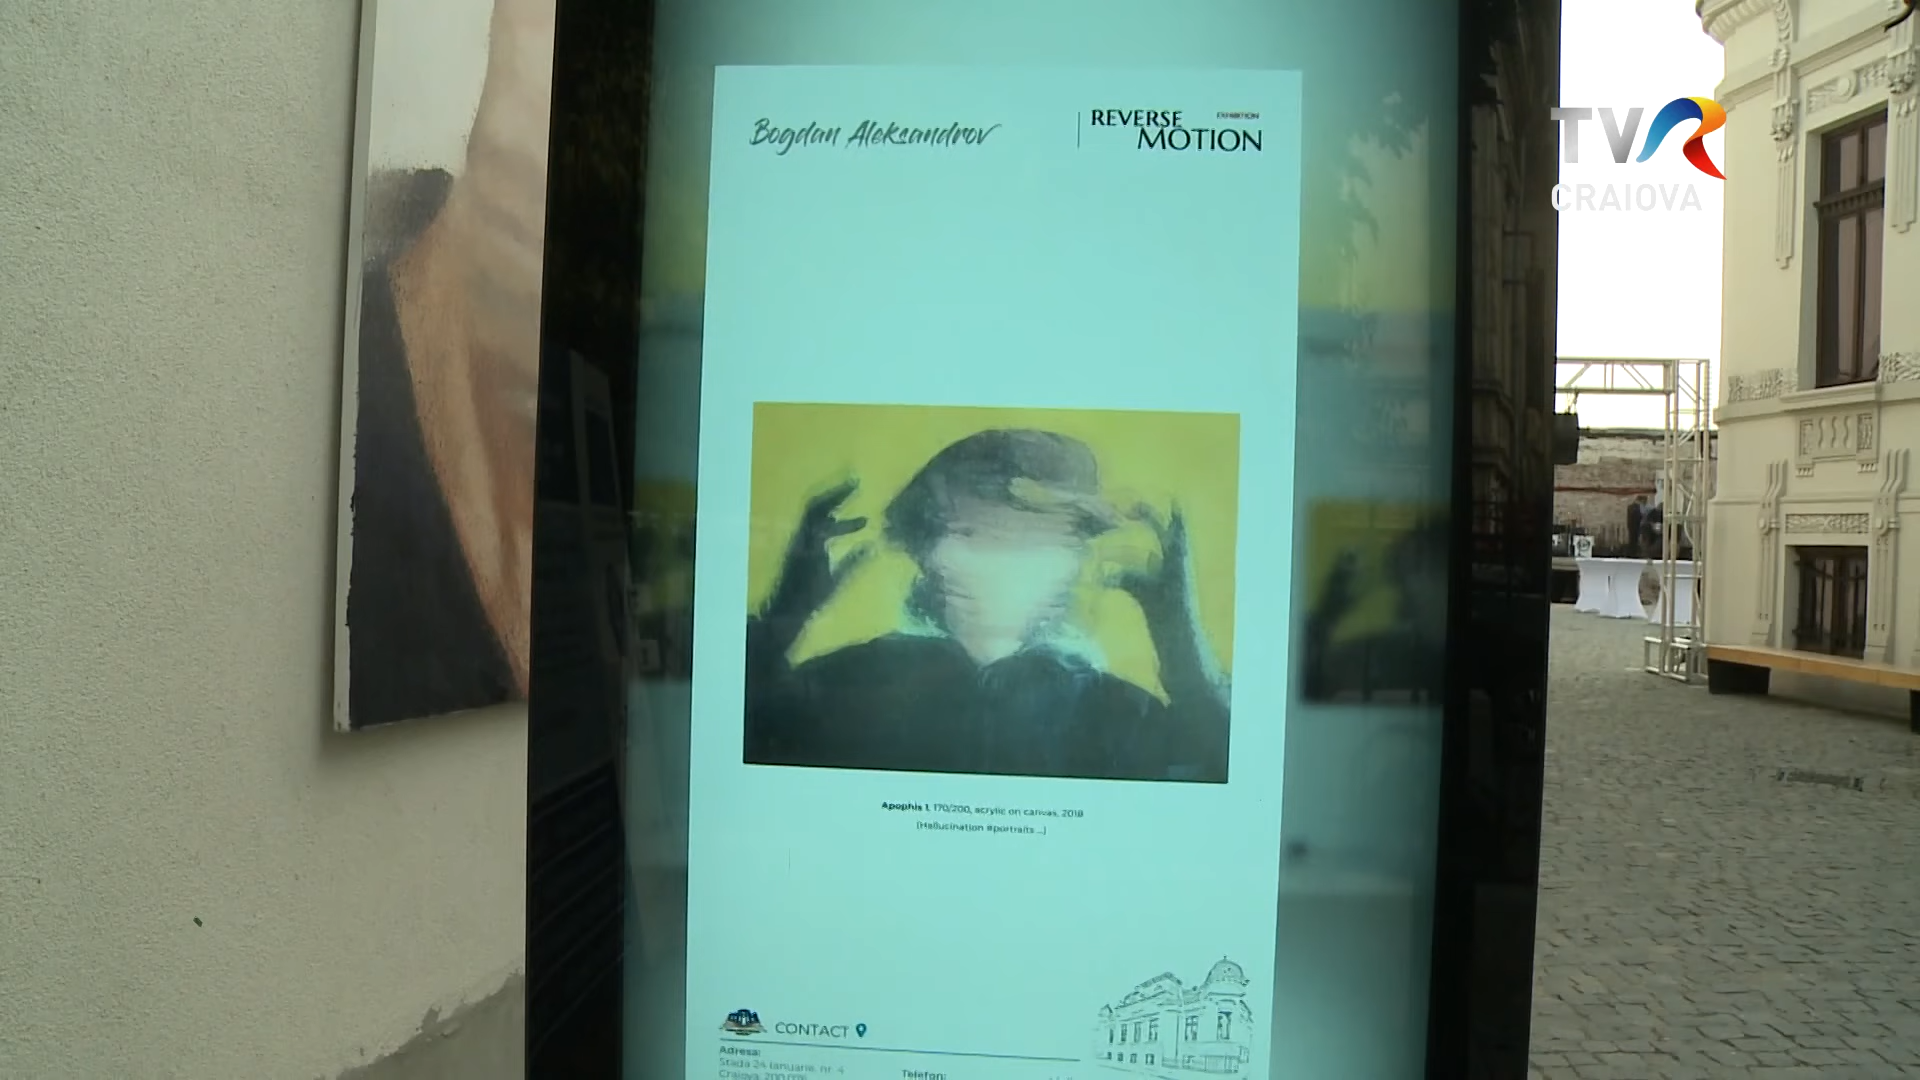 Bogdan Aleksandrov
REVERSE
EXHIBITION
MOTION
TVR
CRAIOVA
Apophis 1, 170/200, acrylic on canvas, 2018
(Hallucination #portraits ...)
CONTACT
Adresa:
Stada 24 Ianuarie, nr. 4
Craiova,
Telefon: